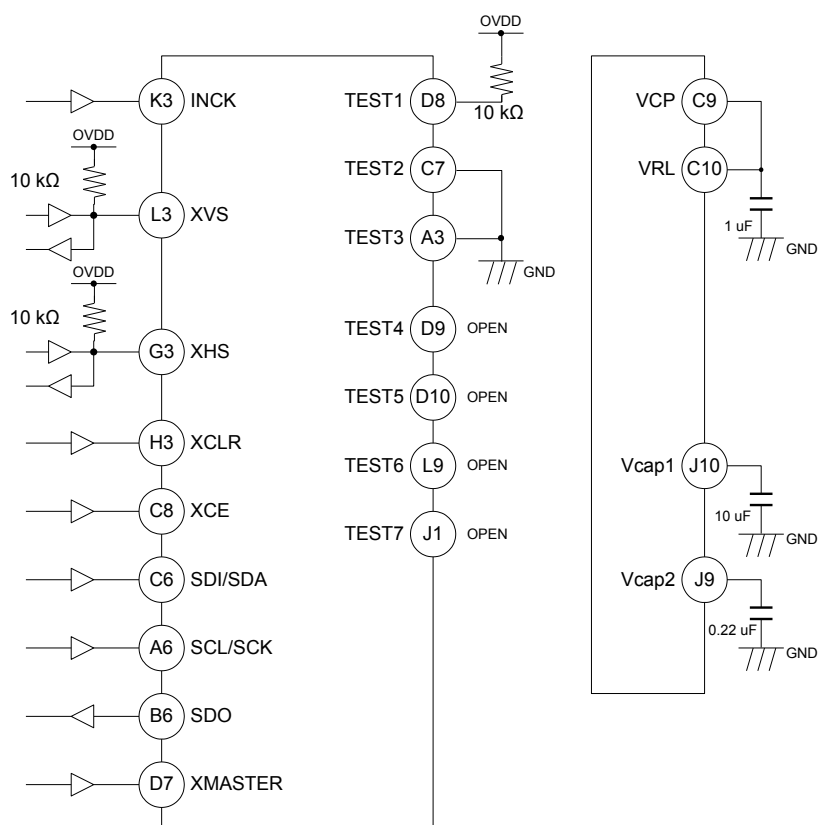 OVDD
K3 INCK
TEST1 D8
10 kΩ
VCP C9
OVDD
10 kΩ
TEST2 C7
VRL C10
L3 XVS
1 uF
GND
TEST3 A3
GND
OVDD
10 kΩ
TEST4 D9 OPEN
G3 XHS
TEST5 D10 OPEN
H3 XCLR
TEST6 L9 OPEN
Vcap1 J10
C8 XCE
10 uF
GND
TEST7 J1 OPEN
C6 SDI/SDA
Vcap2 J9
0.22 uF
GND
A6 SCL/SCK
B6 SDO
D7 XMASTER